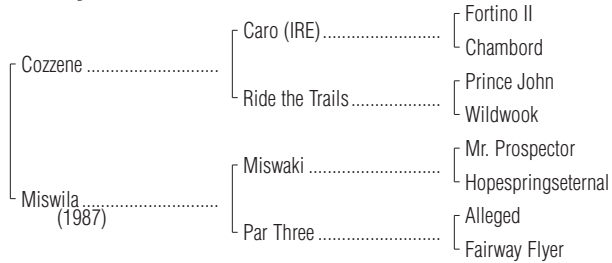 Fortino II
Caro (IRE)
Chambord
Cozzene
Prince John
Ride the Trails
Wildwook
Mr. Prospector
Miswaki
Hopespringseternal
Miswila
(1987)
Alleged
Par Three
Fairway Flyer